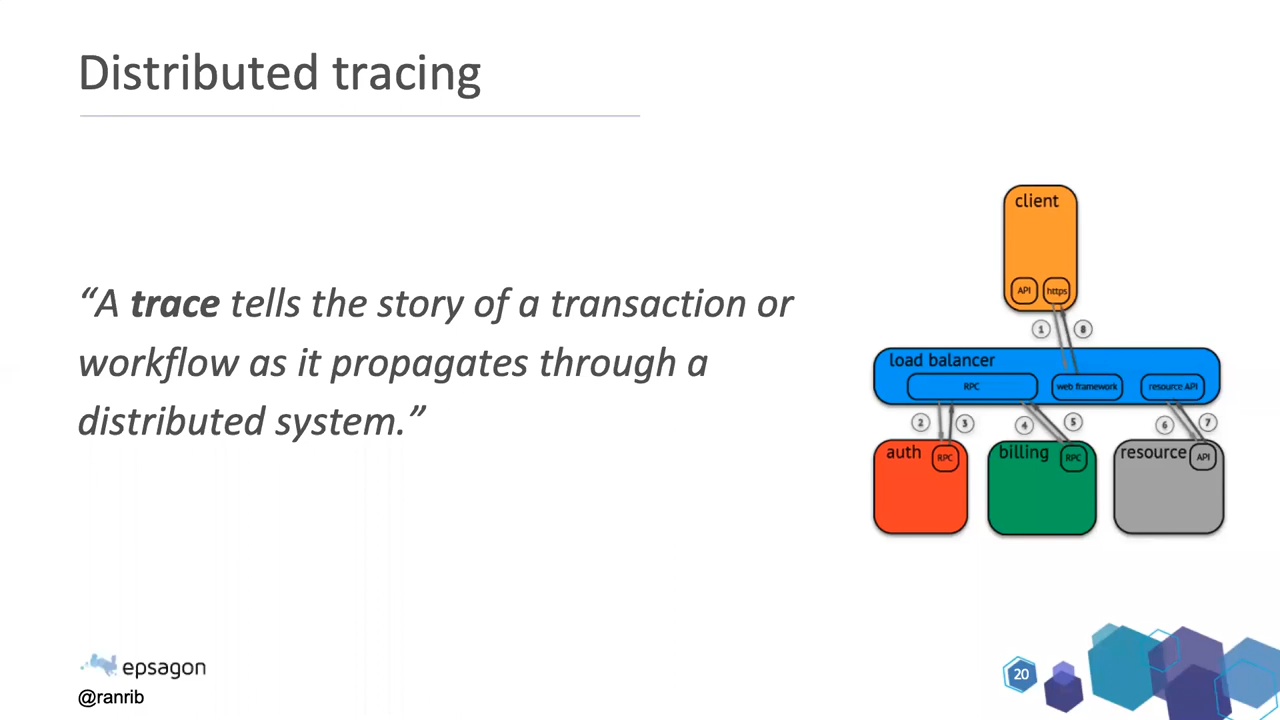 Distributed tracing
“A trace tells the story of a transaction or
workflow as it propagates through a
distributed system.”
client
API
https
1
8
load balancer
RPC
web framework
resource API
2
3
4
5
6
7
auth
RPC
billing
RPC
resource
API
epsagon
@ranrib
20